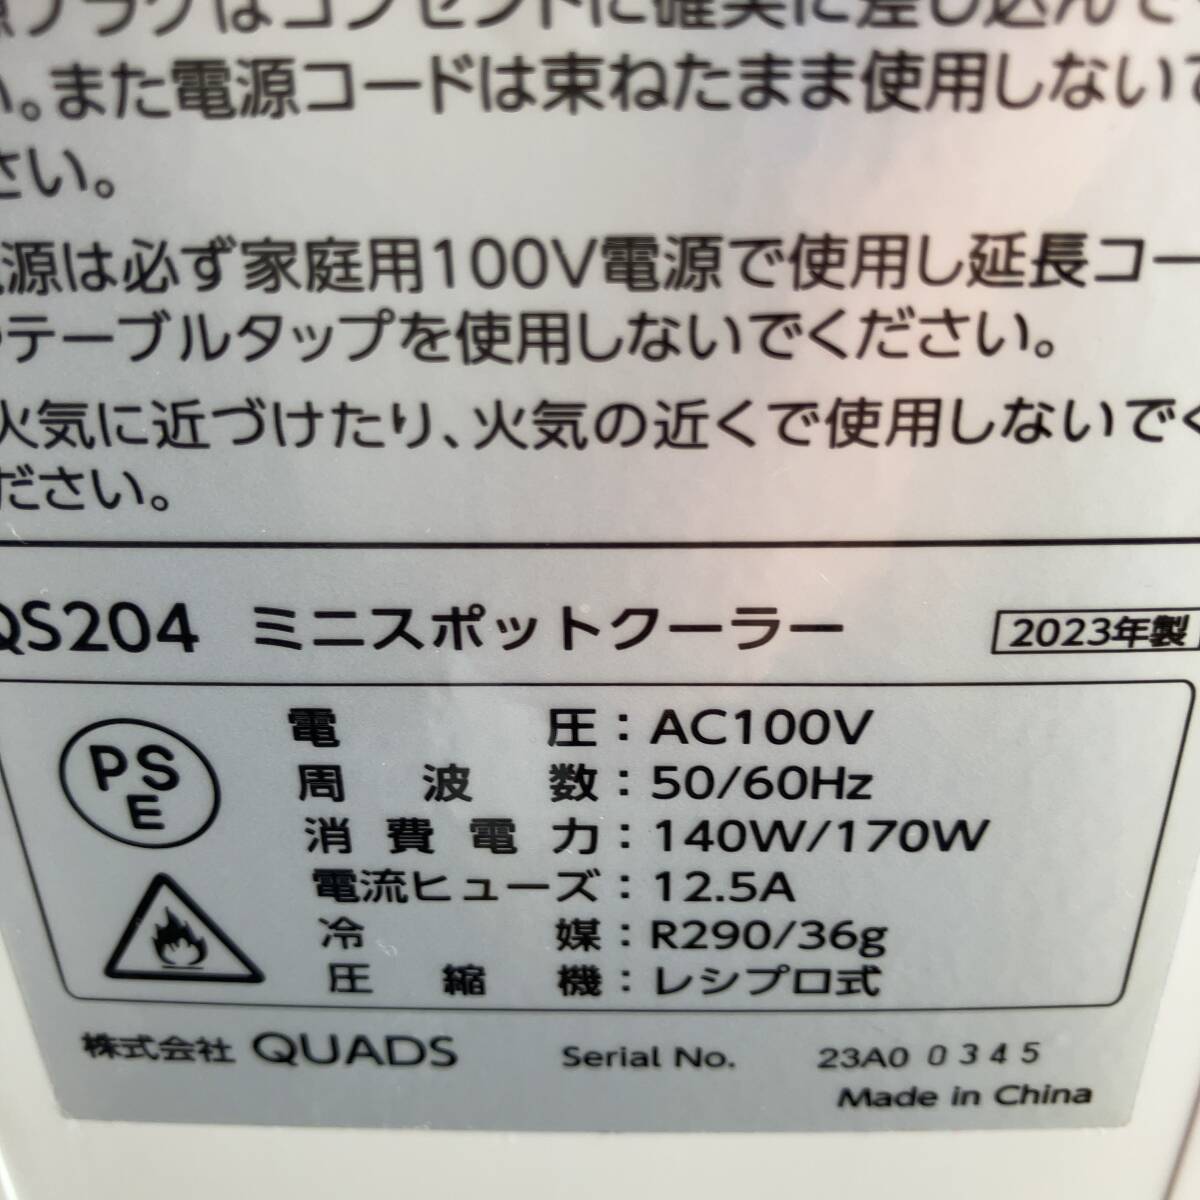 プラグはコンセントに確実に差し込んで
い。また電源コードは束ねたまま使用しないで
さい。
源は必ず家庭用100V電源で使用し延長コー
テーブルタップを使用しないでください。
火気に近づけたり、火気の近くで使用しないでく
ださい。
QS204 ミニスポットクーラー 2023年製
PSE
電圧：AC100V
周波数：50/60Hz
消費電力：140W/170W
電流ヒューズ：12.5A
冷媒：R290/36g
圧縮機：レシプロ式
株式会社 QUADS Serial No. 23A0 0345
Made in China